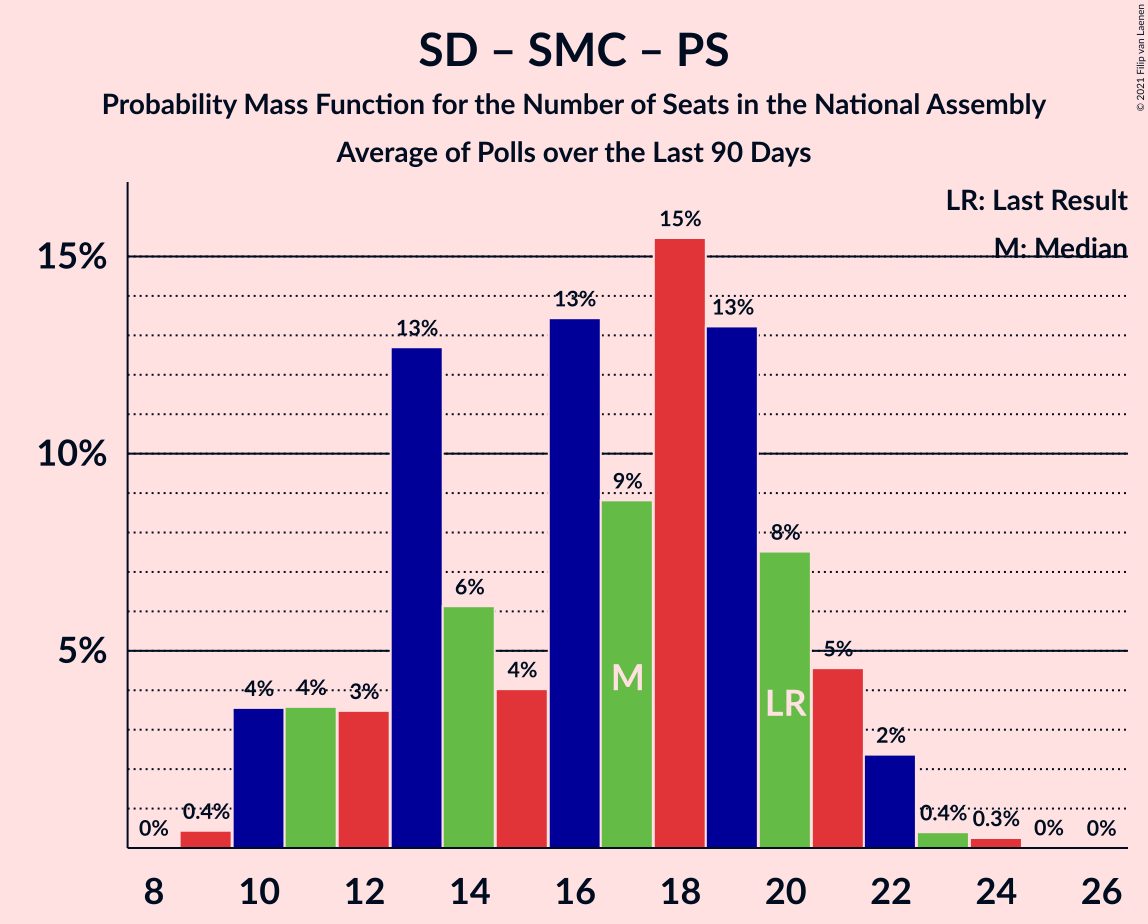 SD – SMC – PS
Probability Mass Function for the Number of Seats in the National Assembly
Average of Polls over the Last 90 Days
© 2021 Filip van Laenen
LR: Last Result
M: Median
15%
10%
5%
0%
0.4%
4%
4%
3%
13%
6%
4%
13%
9%
15%
13%
8%
5%
2%
0.4%
0.3%
0%
0%
M
LR
8 10 12 14 16 18 20 22 24 26